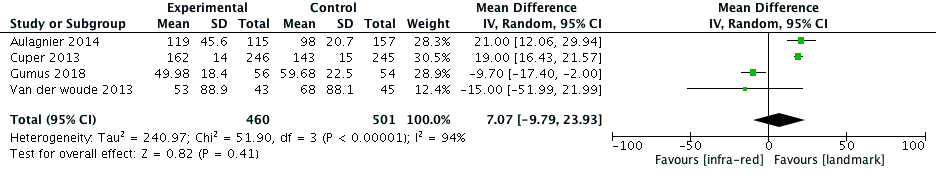 Experimental Control Mean Difference Mean Difference
Study or Subgroup Mean SD Total Mean SD Total Weight IV, Random, 95% CI IV, Random, 95% CI
Aulagnier 2014 119 45.6 115 98 20.7 157 28.3% 21.00 [12.06, 29.94]
Cuper 2013 162 14 246 143 15 245 30.5% 19.00 [16.43, 21.57]
Gumus 2018 49.98 18.4 56 59.68 22.5 54 28.9% -9.70 [-17.40, -2.00]
Van der woude 2013 53 88.9 43 68 88.1 45 12.4% -15.00 [-51.99, 21.99]
Total (95% CI) 460 501 100.0% 7.07 [-9.79, 23.93]
Heterogeneity: Tau² = 240.97; Chi² = 51.90, df = 3 (P < 0.00001); I² = 94%
Test for overall effect: Z = 0.82 (P = 0.41)
-100 -50 0 50 100
Favours [infra-red] Favours [landmark]